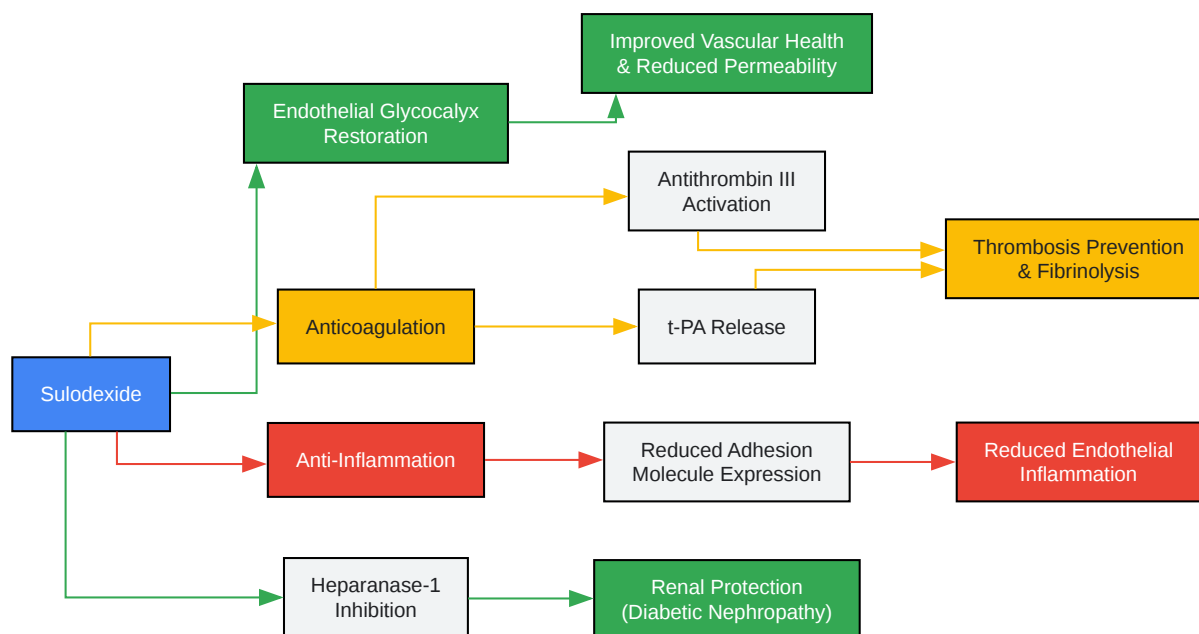 Improved Vascular Health
& Reduced Permeability
Endothelial Glycocalyx
Restoration
Antithrombin III
Activation
Thrombosis Prevention
& Fibrinolysis
Anticoagulation
t-PA Release
Sulodexide
Anti-Inflammation
Reduced Adhesion
Molecule Expression
Reduced Endothelial
Inflammation
Heparanase-1
Inhibition
Renal Protection
(Diabetic Nephropathy)